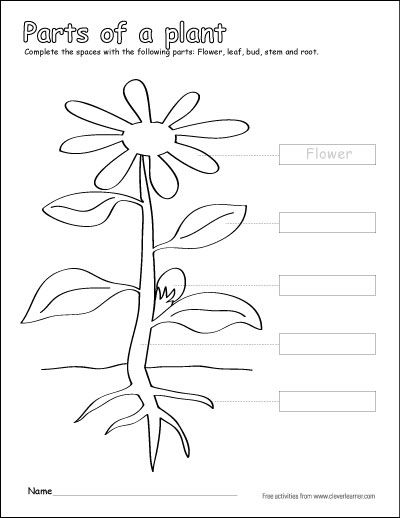 Parts of a plant
Complete the spaces with the following parts: Flower, leaf, bud, stem and root.
Flower
Name
Free activities from www.cleverlearner.com